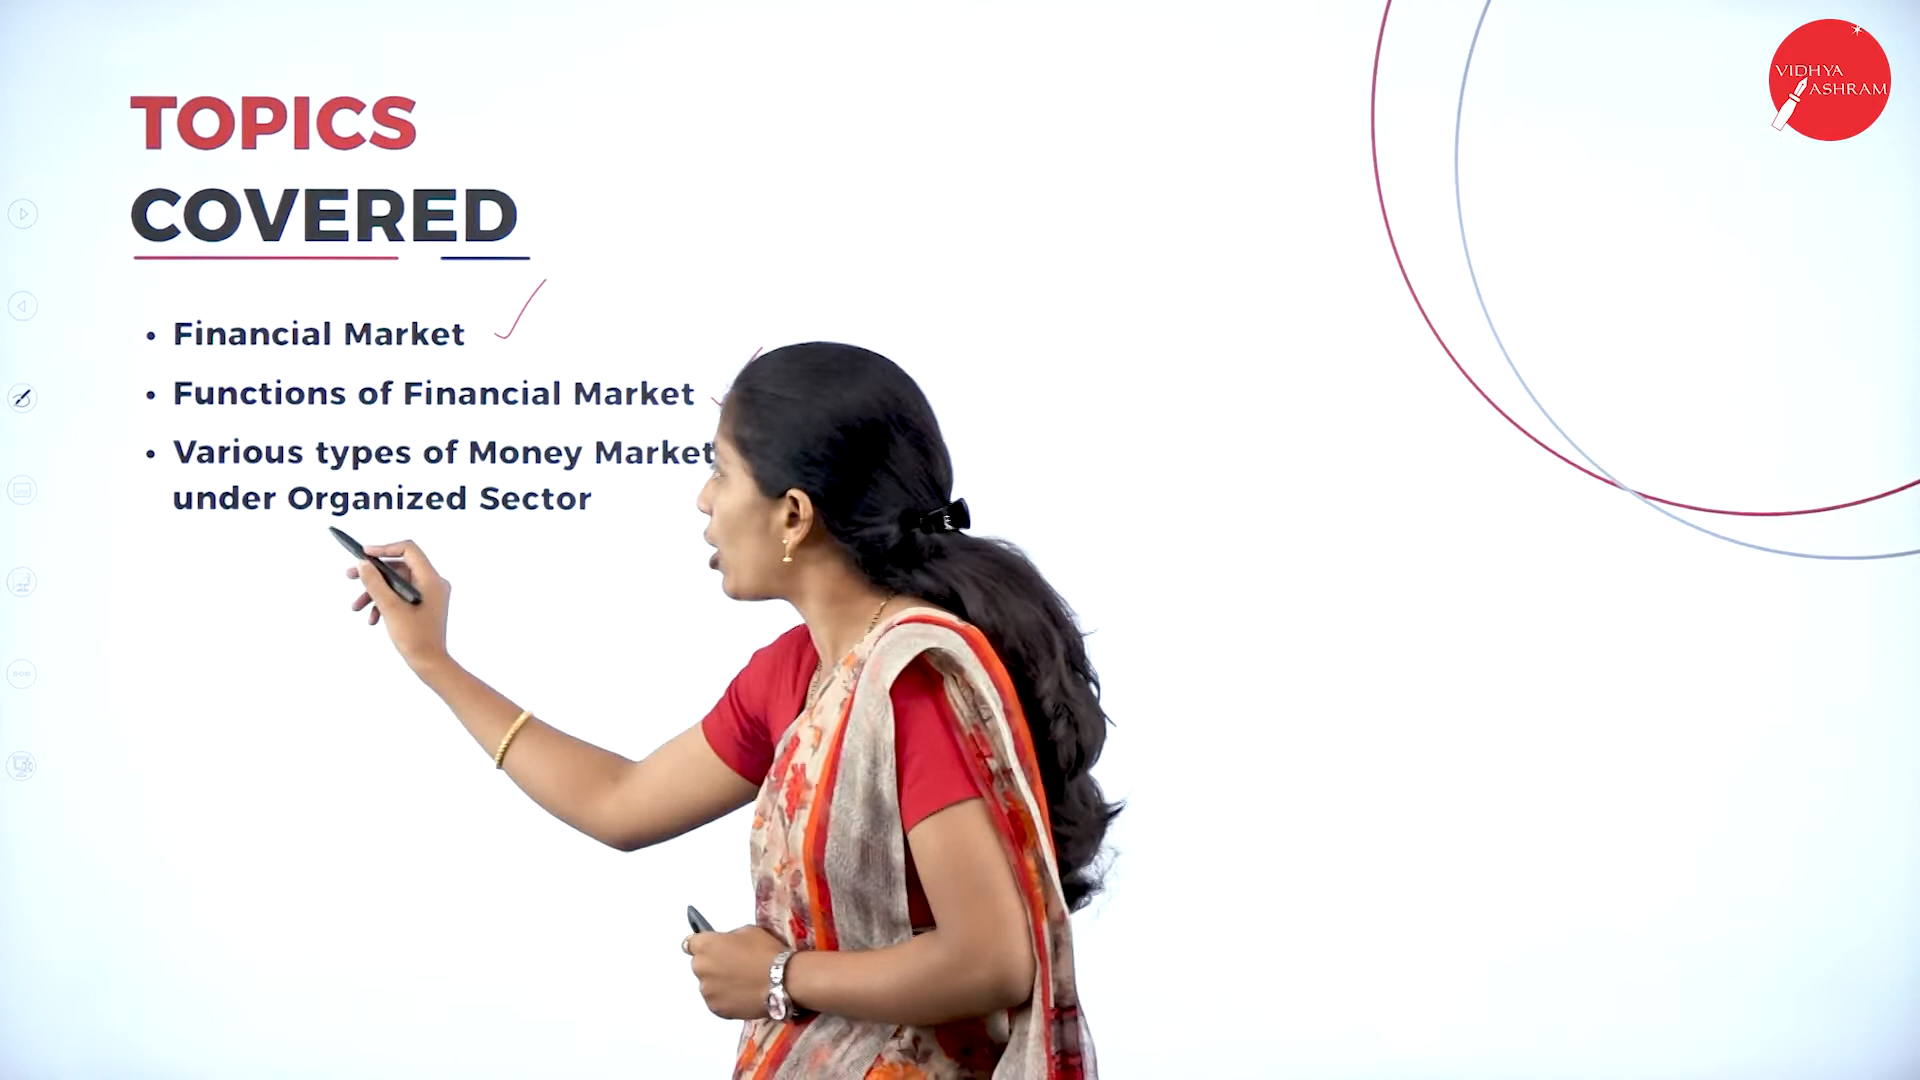 VIDHYA
ASHRAM
TOPICS
COVERED
• Financial Market
• Functions of Financial Market
• Various types of Money Market
under Organized Sector